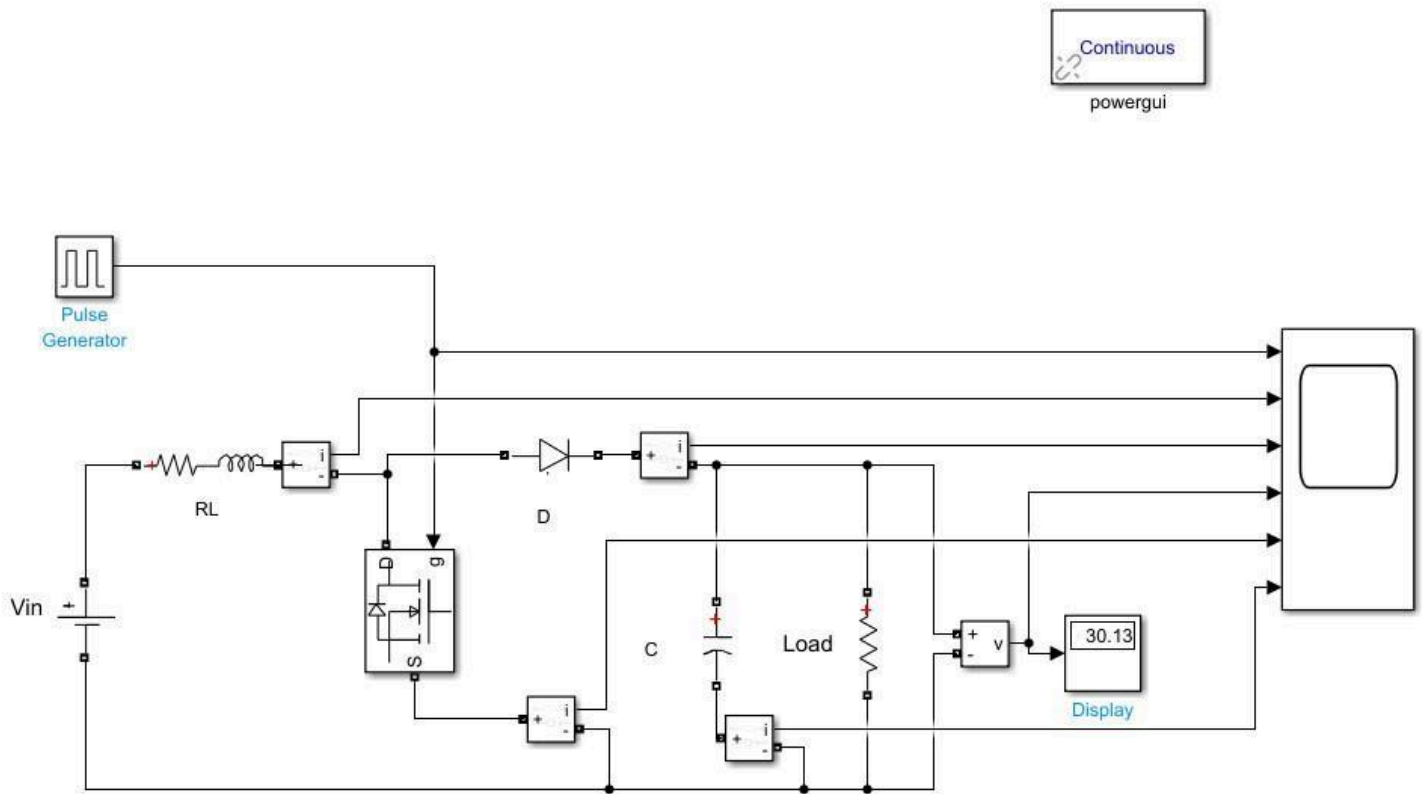 Continuous
powergui
Pulse
Generator
i
+
-
RL
D
i
+
-
D
g
S
Vin
+
i
+
-
C
Load
i
+
-
+
-
v
30.13
Display